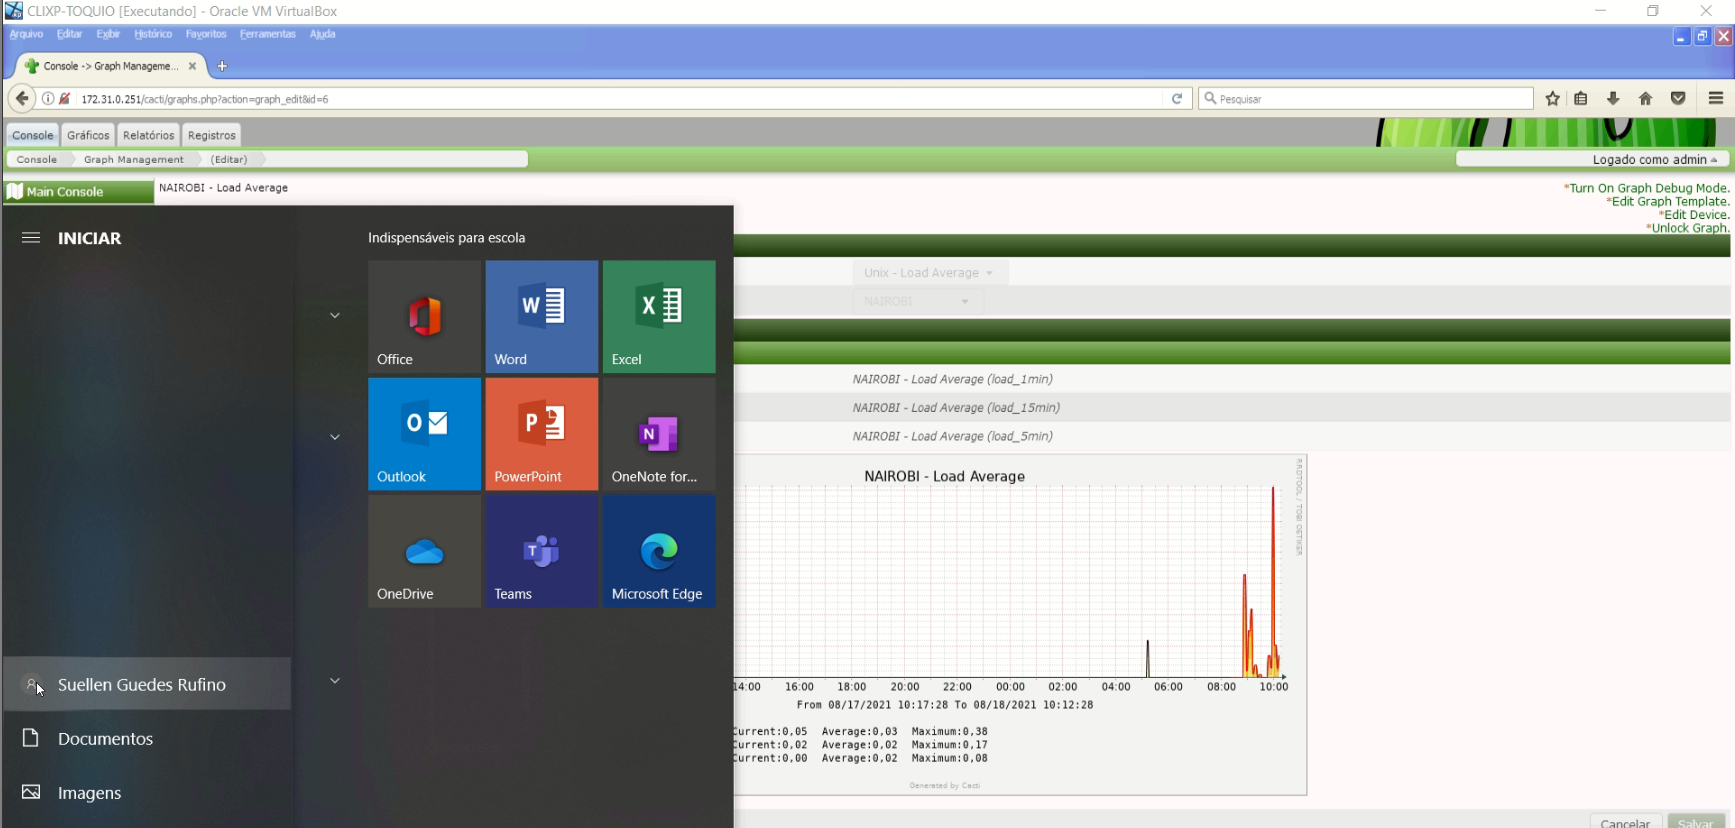 CLIXP-TOQUIO [Executando] - Oracle VM VirtualBox
Arquivo Editar Exibir Histórico Favoritos Ferramentas Ajuda
Console -> Graph Manageme...
172.31.0.251/cacti/graphs.php?action=graph_edit&id=6
Pesquisar
Console Gráficos Relatórios Registros
Console Graph Management (Editar)
Logado como admin
Main Console
NAIROBI - Load Average
*Turn On Graph Debug Mode.
*Edit Graph Template.
*Edit Device.
*Unlock Graph.
INICIAR
Indispensáveis para escola
Office
Word
Excel
Outlook
PowerPoint
OneNote for...
OneDrive
Teams
Microsoft Edge
Suellen Guedes Rufino
Documentos
Imagens
Unix - Load Average
NAIROBI
NAIROBI - Load Average (load_1min)
NAIROBI - Load Average (load_15min)
NAIROBI - Load Average (load_5min)
NAIROBI - Load Average
RRDTOOL / TOBI OETIKER
14:00 16:00 18:00 20:00 22:00 00:00 02:00 04:00 06:00 08:00 10:00
From 08/17/2021 10:17:28 To 08/18/2021 10:12:28
Current:0,05 Average:0,03 Maximum:0,38
Current:0,02 Average:0,02 Maximum:0,17
Current:0,00 Average:0,02 Maximum:0,08
Generated by Cacti
Cancelar Salvar